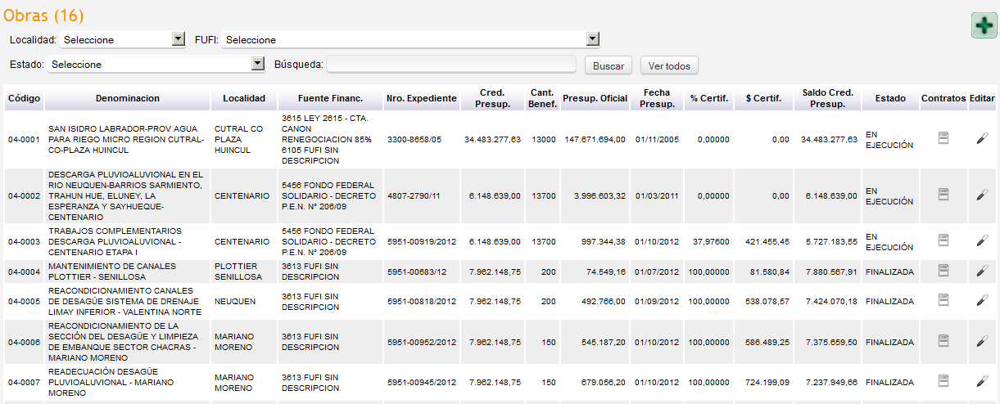 Obras (16)
Localidad: Seleccione FUFI: Seleccione
Estado: Seleccione Búsqueda: Buscar Ver todos
Código Denominacion Localidad Fuente Financ. Nro. Expediente Cred. Presup. Cant. Benef. Presup. Oficial Fecha Presup. % Certif. $ Certif. Saldo Cred. Presup. Estado Contratos Editar
04-0001 SAN ISIDRO LABRADOR-PROV AGUA PARA RIEGO MICRO REGION CUTRAL-CO-PLAZA HUINCUL CUTRAL CO PLAZA HUINCUL 3615 LEY 2615 - CTA. CANON RENEGOCIACION 85% 6105 FUFI SIN DESCRIPCION 3300-8658/05 34.483.277,63 13000 147.671.694,00 01/11/2005 0,00000 0,00 34.483.277,63 EN EJECUCIÓN
04-0002 DESCARGA PLUVIOALUVIONAL EN EL RIO NEUQUEN-BARRIOS SARMIENTO, TRAHUN HUE, ELUNEY, LA ESPERANZA Y SAYHUEQUE-CENTENARIO CENTENARIO 5456 FONDO FEDERAL SOLIDARIO - DECRETO P.E.N. N° 206/09 4807-2790/11 6.148.639,00 13700 3.996.603,32 01/03/2011 0,00000 0,00 6.148.639,00 EN EJECUCIÓN
04-0003 TRABAJOS COMPLEMENTARIOS DESCARGA PLUVIOALUVIONAL - CENTENARIO ETAPA I CENTENARIO 5456 FONDO FEDERAL SOLIDARIO - DECRETO P.E.N. N° 206/09 5951-00919/2012 6.148.639,00 13700 997.344,38 01/10/2012 37,97600 421.455,45 5.727.183,55 EN EJECUCIÓN
04-0004 MANTENIMIENTO DE CANALES PLOTTIER - SENILLOSA PLOTTIER SENILLOSA 3613 FUFI SIN DESCRIPCION 5951-00683/12 7.962.148,75 200 74.549,16 01/07/2012 100,00000 81.580,84 7.880.567,91 FINALIZADA
04-0005 REACONDICIONAMIENTO CANALES DE DESAGÜE SISTEMA DE DRENAJE LIMAY INFERIOR - VALENTINA NORTE NEUQUEN 3613 FUFI SIN DESCRIPCION 5951-00818/2012 7.962.148,75 200 492.766,00 01/09/2012 100,00000 538.078,57 7.424.070,18 FINALIZADA
04-0006 REACONDICIONAMIENTO DE LA SECCIÓN DEL DESAGÜE Y LIMPIEZA DE EMBANQUE SECTOR CHACRAS - MARIANO MORENO MARIANO MORENO 3613 FUFI SIN DESCRIPCION 5951-00952/2012 7.962.148,75 150 545.187,20 01/10/2012 100,00000 586.489,25 7.375.659,50 FINALIZADA
04-0007 READECUACIÓN DESAGÜE PLUVIOALUVIONAL - MARIANO MORENO MARIANO MORENO 3613 FUFI SIN DESCRIPCION 5951-00945/2012 7.962.148,75 150 679.056,20 01/10/2012 100,00000 724.199,09 7.237.949,66 FINALIZADA